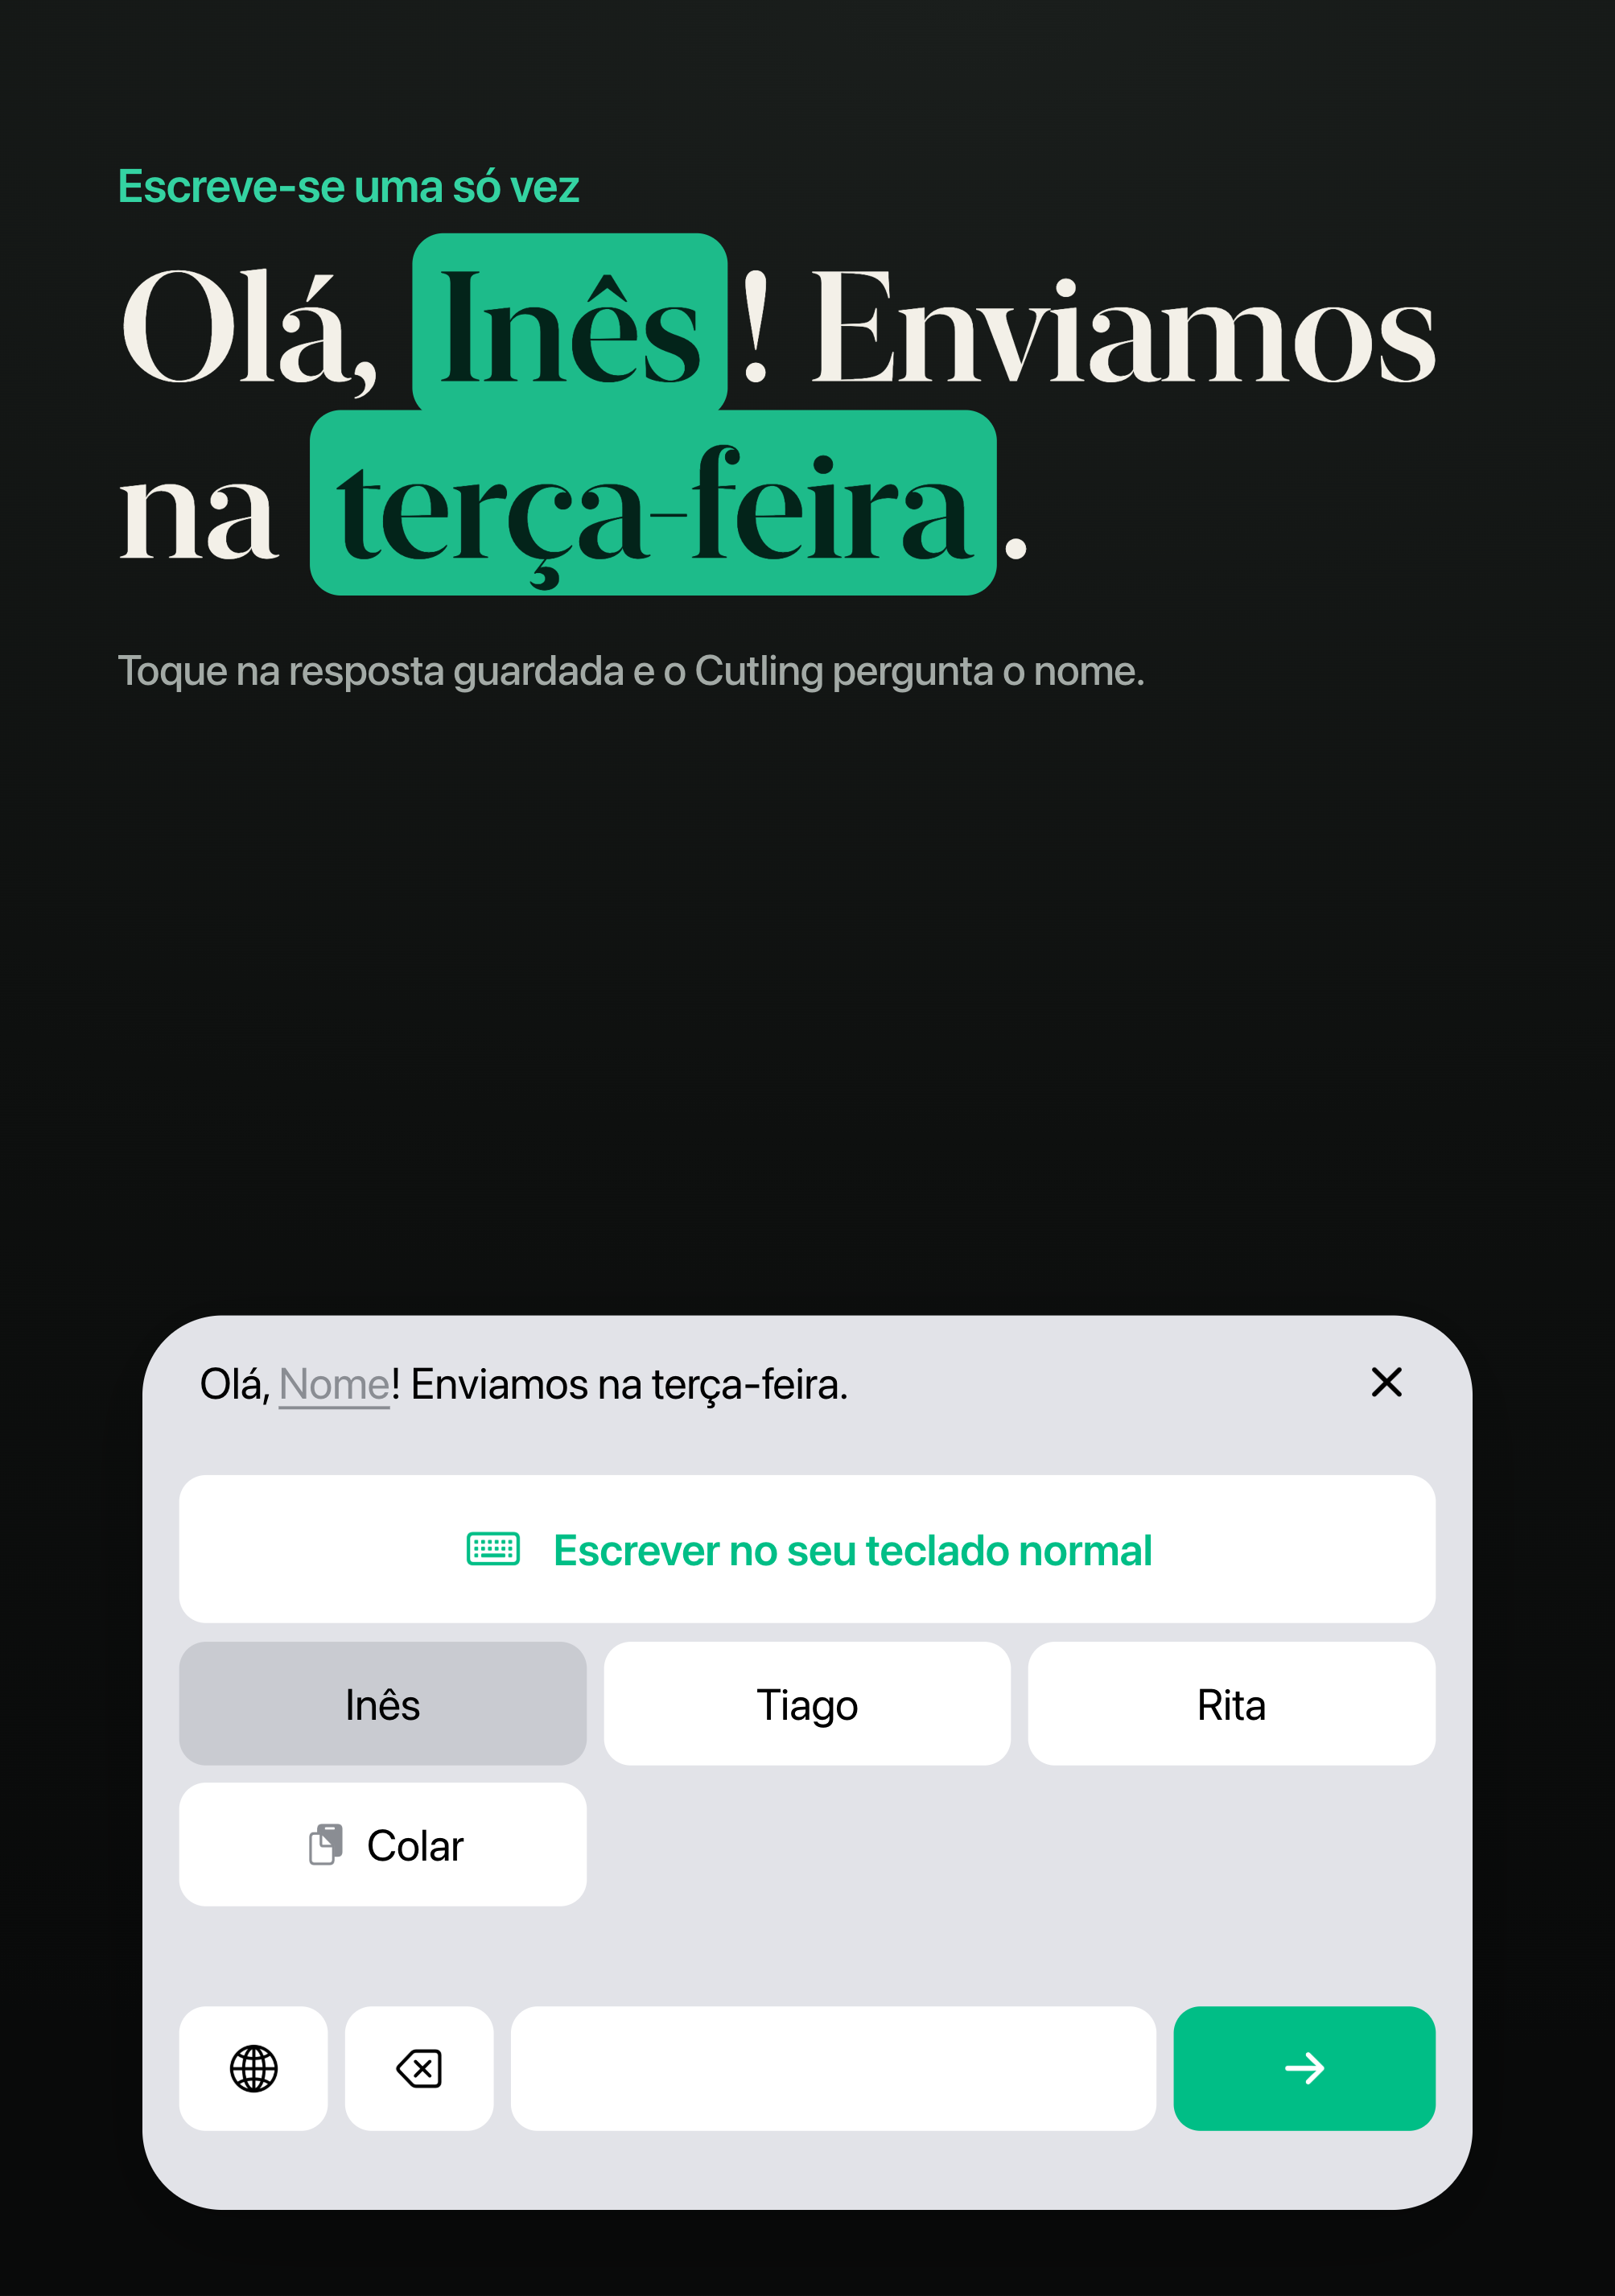 Escreve-se uma só vez
Olá, Inês! Enviamos
na terça-feira.
Toque na resposta guardada e o Cutling pergunta o nome.
Olá, Nome! Enviamos na terça-feira.
Escrever no seu teclado normal
Inês
Tiago
Rita
Colar